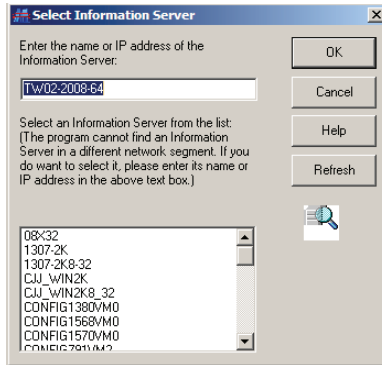 Select Information Server
Enter the name or IP address of the
Information Server:
TW02-2008-64
OK
Cancel
Select an Information Server from the list:
(The program cannot find an Information
Server in a different network segment. If you
do want to select it, please enter its name or
IP address in the above text box.)
Help
Refresh
08X32
1307-2K
1307-2K8-32
CJJ_WIN2K
CJJ_WIN2K8_32
CONFIG1380VM0
CONFIG1568VM0
CONFIG1570VM0
CONFIG791VM2